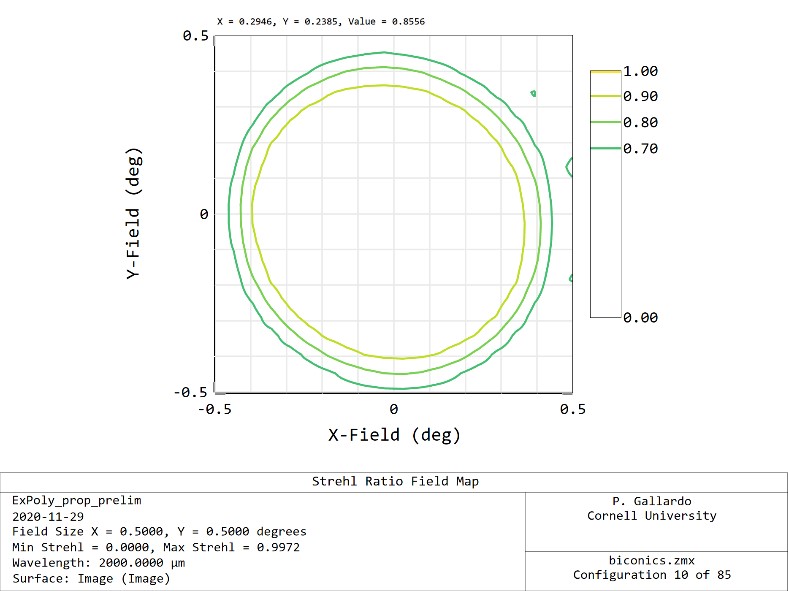 X = 0.2946, Y = 0.2385, Value = 0.8556
0.5
1.00
0.90
0.80
0.70
Y-Field (deg)
0
0.00
-0.5
-0.5
0
0.5
X-Field (deg)
Strehl Ratio Field Map
ExPoly_prop_prelim
2020-11-29
Field Size X = 0.5000, Y = 0.5000 degrees
Min Strehl = 0.0000, Max Strehl = 0.9972
Wavelength: 2000.0000 µm
Surface: Image (Image)
P. Gallardo
Cornell University
biconics.zmx
Configuration 10 of 85